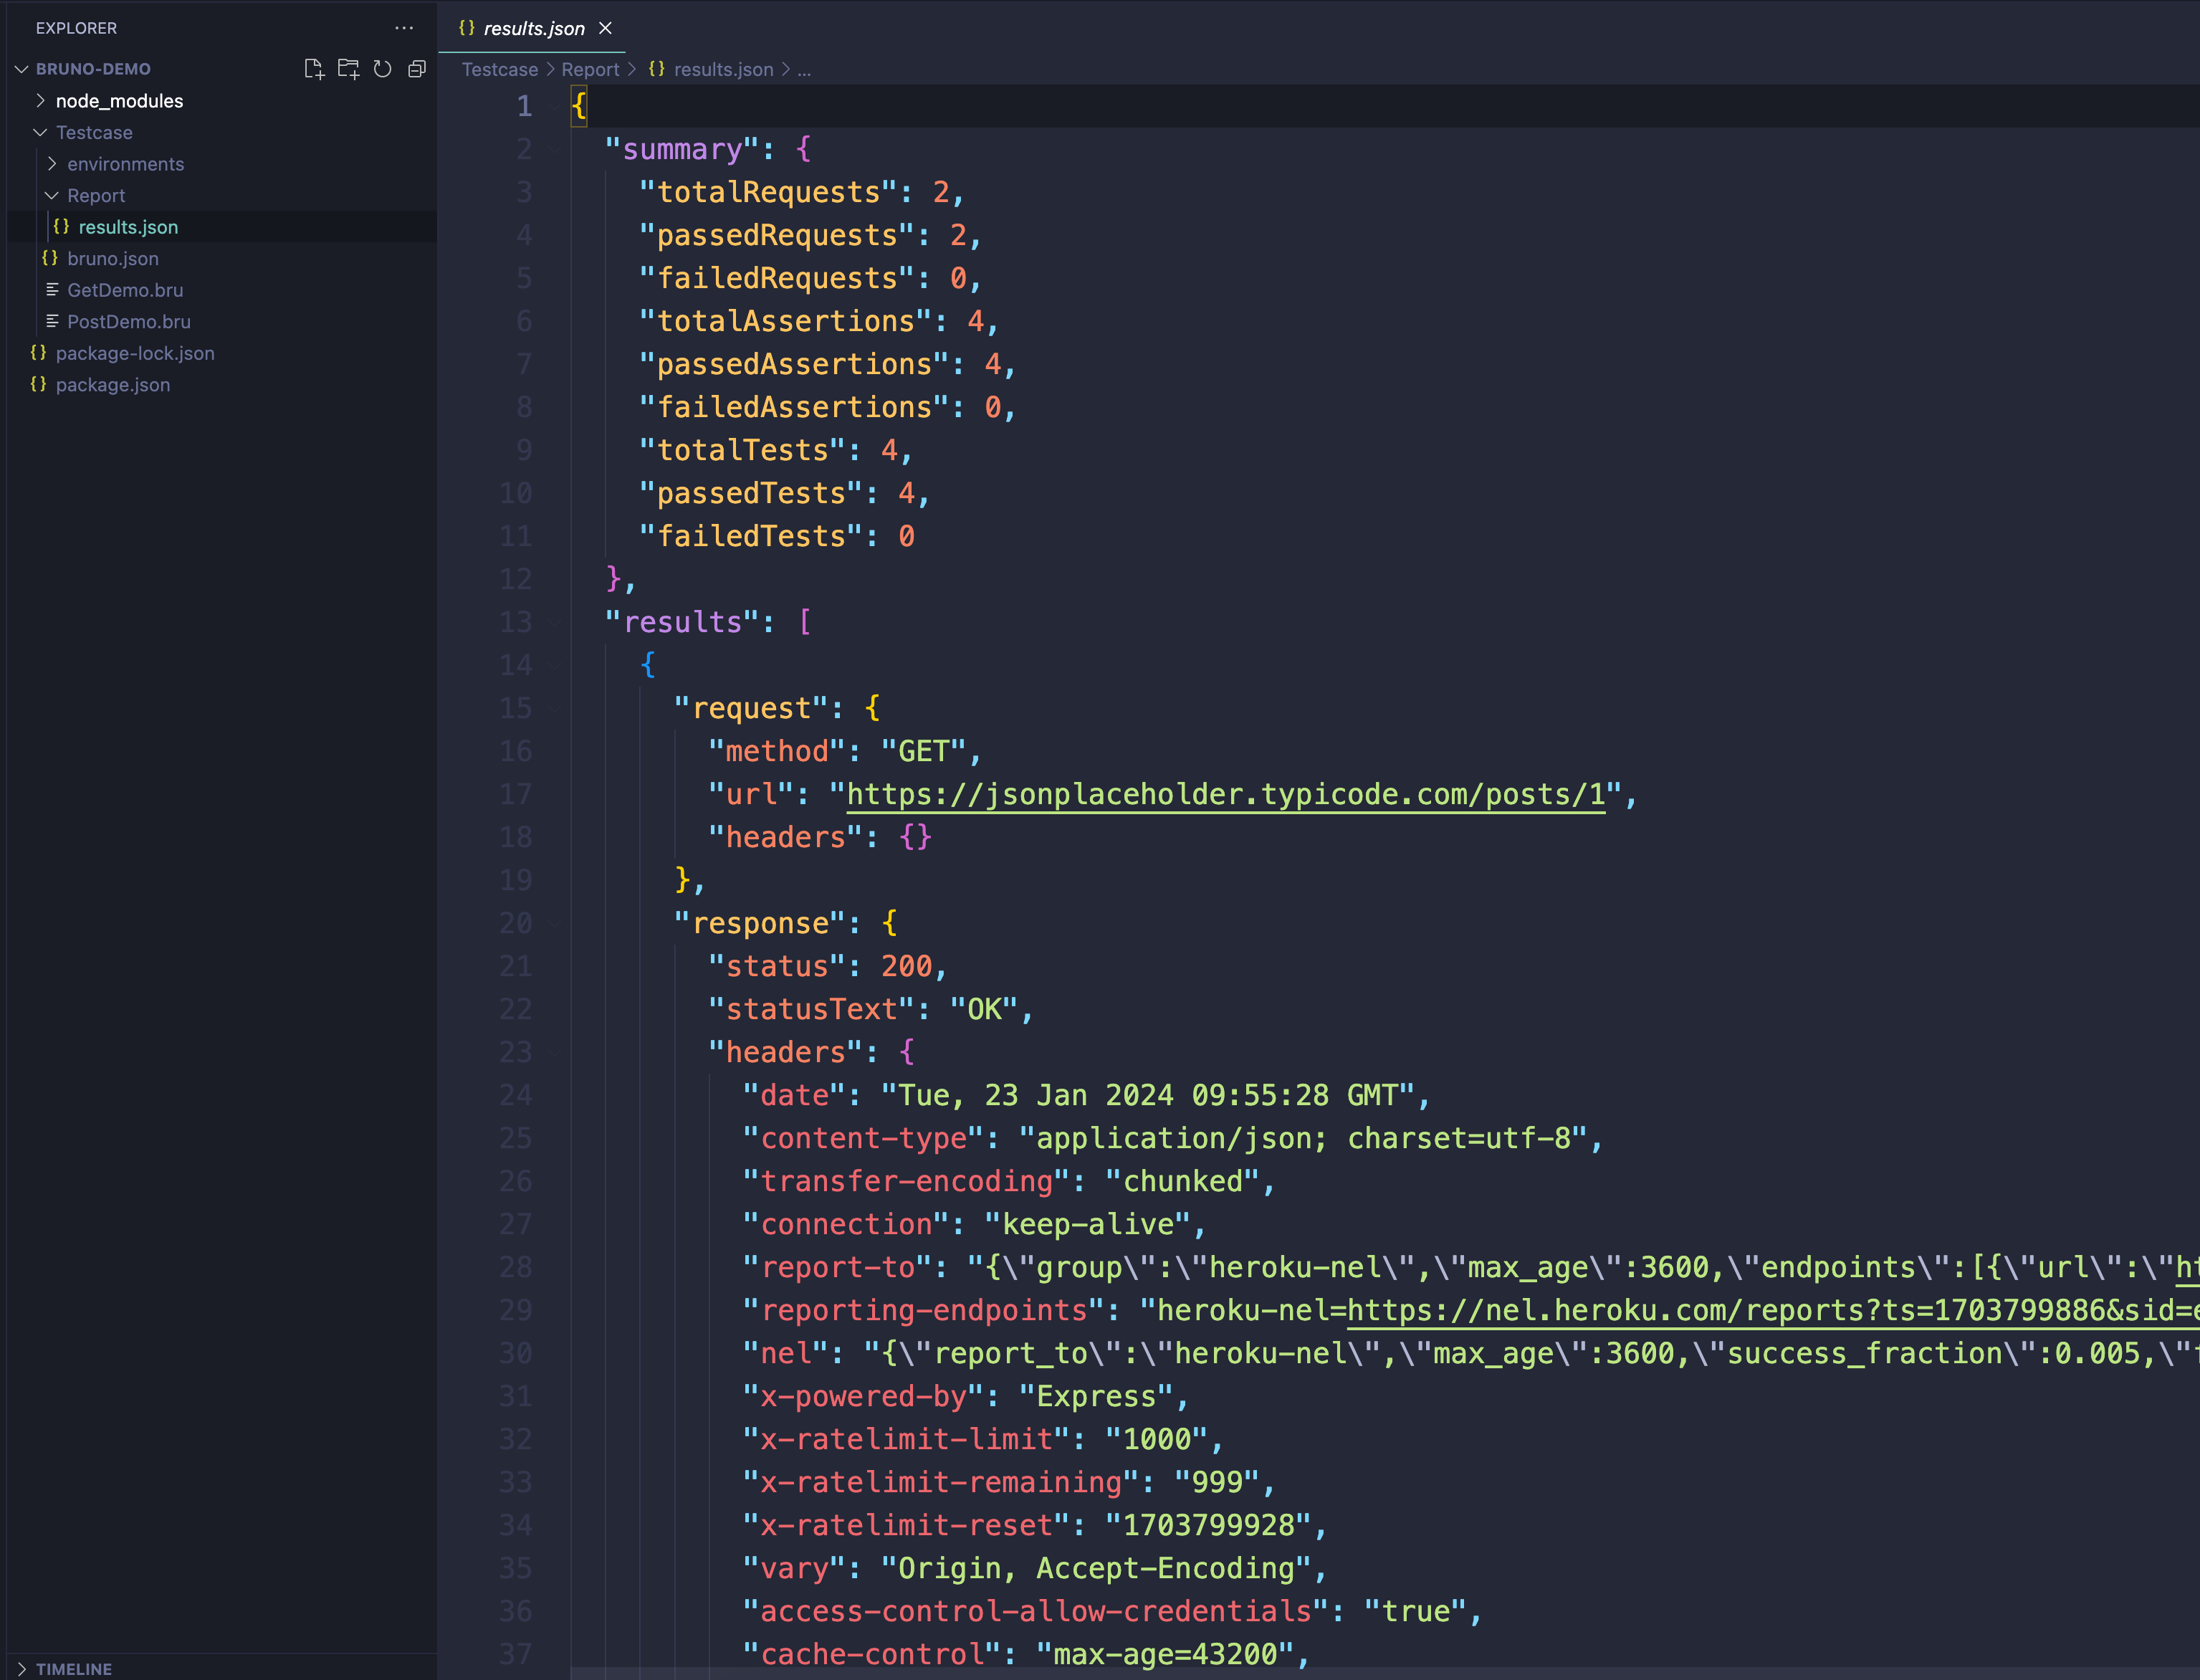 EXPLORER
BRUNO-DEMO
node_modules
Testcase
environments
Report
{} results.json
{} bruno.json
GetDemo.bru
PostDemo.bru
{} package-lock.json
{} package.json
TIMELINE
{} results.json
Testcase > Report > {} results.json > ...
1 {
2 "summary": {
3 "totalRequests": 2,
4 "passedRequests": 2,
5 "failedRequests": 0,
6 "totalAssertions": 4,
7 "passedAssertions": 4,
8 "failedAssertions": 0,
9 "totalTests": 4,
10 "passedTests": 4,
11 "failedTests": 0
12 },
13 "results": [
14 {
15 "request": {
16 "method": "GET",
17 "url": "https://jsonplaceholder.typicode.com/posts/1",
18 "headers": {}
19 },
20 "response": {
21 "status": 200,
22 "statusText": "OK",
23 "headers": {
24 "date": "Tue, 23 Jan 2024 09:55:28 GMT",
25 "content-type": "application/json; charset=utf-8",
26 "transfer-encoding": "chunked",
27 "connection": "keep-alive",
28 "report-to": "{\"group\":\"heroku-nel\",\"max_age\":3600,\"endpoints\":[{\"url\":\"ht
29 "reporting-endpoints": "heroku-nel=https://nel.heroku.com/reports?ts=1703799886&sid=e
30 "nel": "{\"report_to\":\"heroku-nel\",\"max_age\":3600,\"success_fraction\":0.005,\"f
31 "x-powered-by": "Express",
32 "x-ratelimit-limit": "1000",
33 "x-ratelimit-remaining": "999",
34 "x-ratelimit-reset": "1703799928",
35 "vary": "Origin, Accept-Encoding",
36 "access-control-allow-credentials": "true",
37 "cache-control": "max-age=43200",